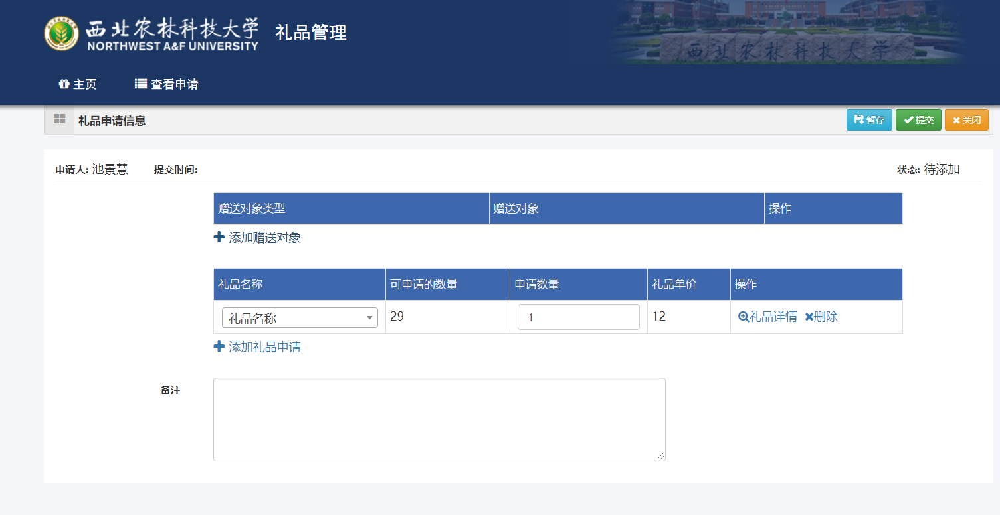 西北农林科技大学 礼品管理
NORTHWEST A&F UNIVERSITY
西北农林科技大学
主页 查看申请
礼品申请信息 暂存 提交 关闭
申请人: 池景慧 提交时间: 状态: 待添加
赠送对象类型 赠送对象 操作
添加赠送对象
礼品名称 可申请的数量 申请数量 礼品单价 操作
礼品名称 29 1 12 礼品详情 删除
添加礼品申请
备注